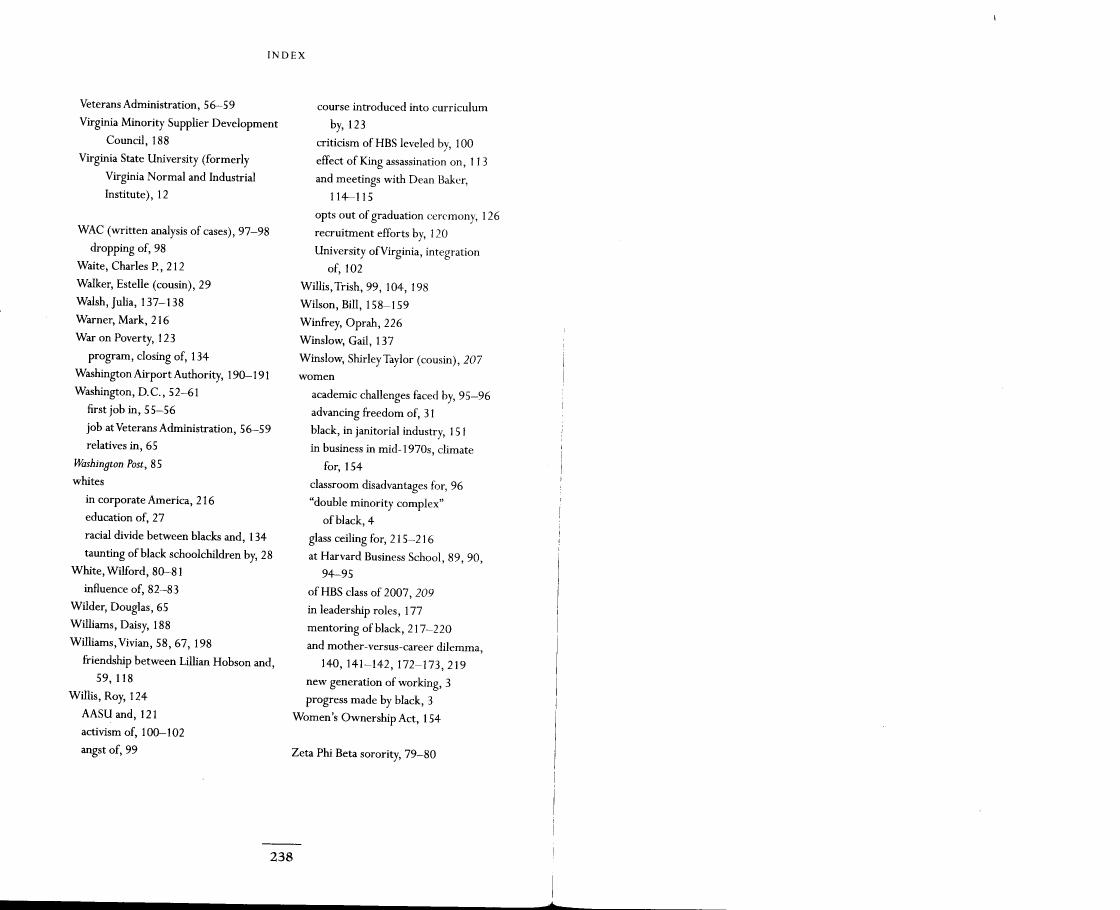 INDEX
Veterans Administration, 56–59
Virginia Minority Supplier Development
Council, 188
Virginia State University (formerly
Virginia Normal and Industrial
Institute), 12
WAC (written analysis of cases), 97–98
dropping of, 98
Waite, Charles P., 212
Walker, Estelle (cousin), 29
Walsh, Julia, 137–138
Warner, Mark, 216
War on Poverty, 123
program, closing of, 134
Washington Airport Authority, 190–191
Washington, D.C., 52–61
first job in, 55–56
job at Veterans Administration, 56–59
relatives in, 65
Washington Post, 85
whites
in corporate America, 216
education of, 27
racial divide between blacks and, 134
taunting of black schoolchildren by, 28
White, Wilford, 80–81
influence of, 82–83
Wilder, Douglas, 65
Williams, Daisy, 188
Williams, Vivian, 58, 67, 198
friendship between Lillian Hobson and,
59, 118
Willis, Roy, 124
AASU and, 121
activism of, 100–102
angst of, 99
course introduced into curriculum
by, 123
criticism of HBS leveled by, 100
effect of King assassination on, 113
and meetings with Dean Baker,
114–115
opts out of graduation ceremony, 126
recruitment efforts by, 120
University of Virginia, integration
of, 102
Willis, Trish, 99, 104, 198
Wilson, Bill, 158–159
Winfrey, Oprah, 226
Winslow, Gail, 137
Winslow, Shirley Taylor (cousin), 207
women
academic challenges faced by, 95–96
advancing freedom of, 31
black, in janitorial industry, 151
in business in mid-1970s, climate
for, 154
classroom disadvantages for, 96
“double minority complex”
of black, 4
glass ceiling for, 215–216
at Harvard Business School, 89, 90,
94–95
of HBS class of 2007, 209
in leadership roles, 177
mentoring of black, 217–220
and mother-versus-career dilemma,
140, 141–142, 172–173, 219
new generation of working, 3
progress made by black, 3
Women's Ownership Act, 154
Zeta Phi Beta sorority, 79–80
238